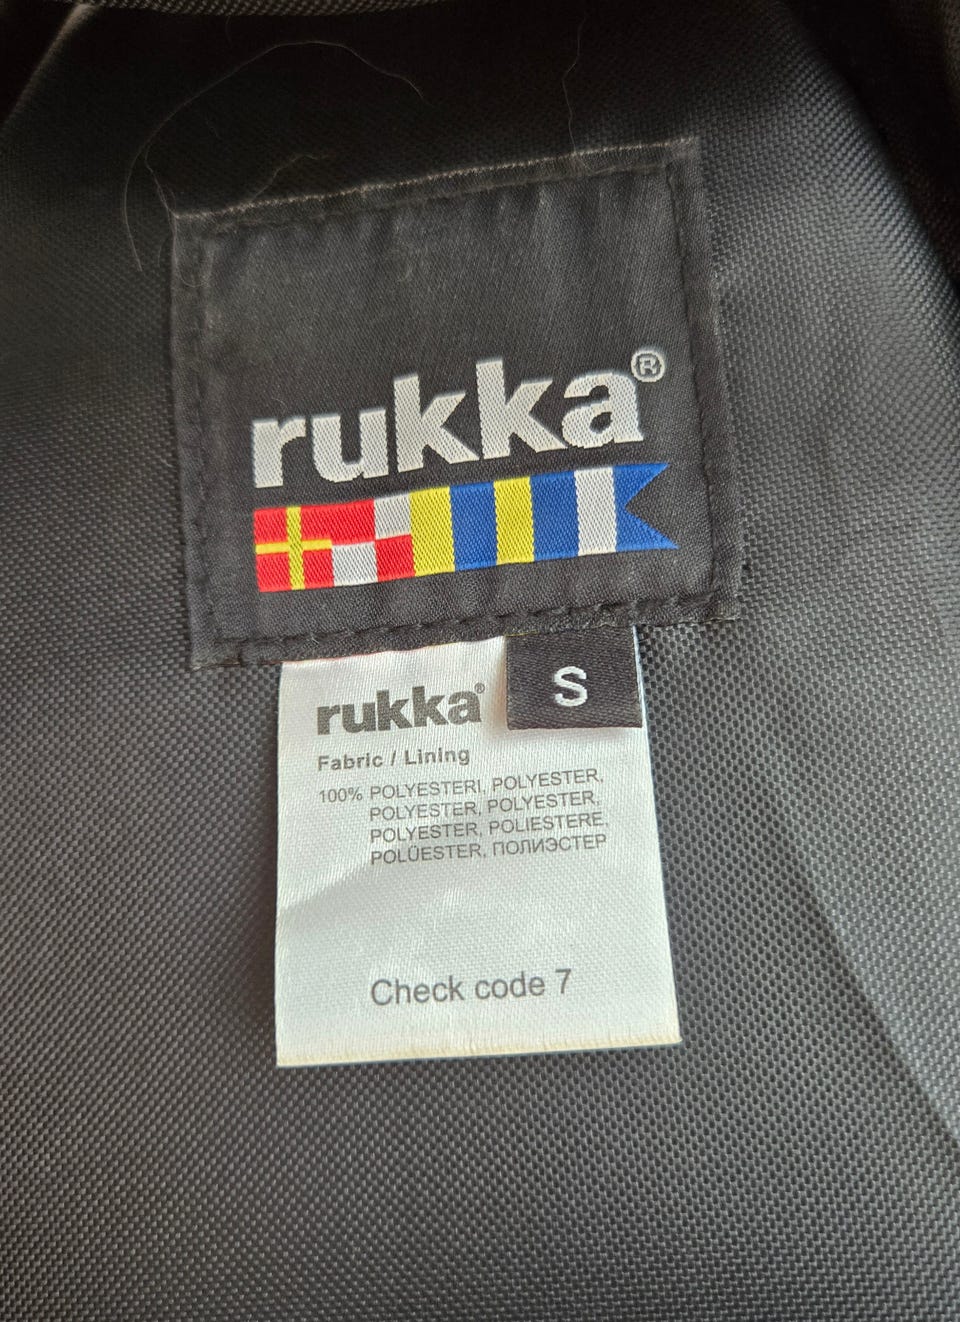 rukka®
S
rukka®
Fabric / Lining
100% POLYESTERI, POLYESTER,
POLYESTER, POLYESTER,
POLYESTER, POLIESTERE,
POLÜESTER, ПОЛИЭСТЕР
Check code 7